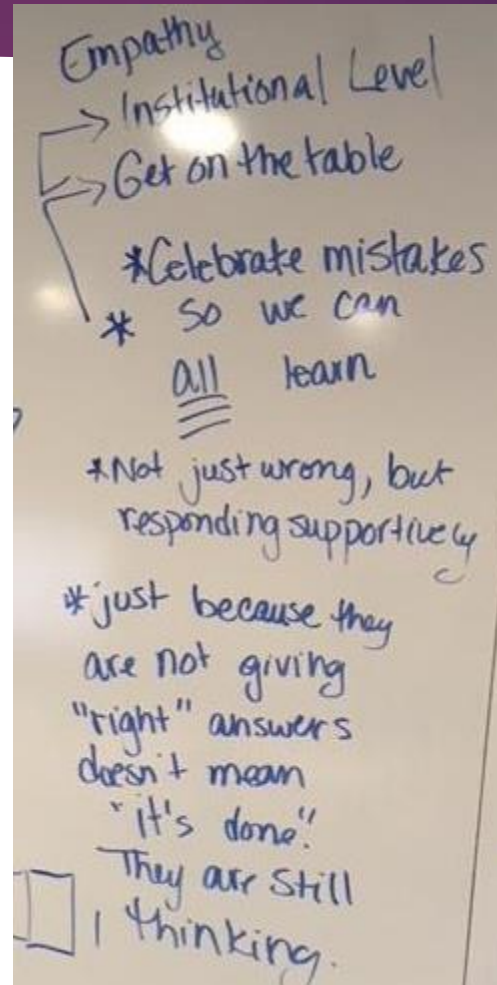 Empathy
Institutional Level
Get on the table
*Celebrate mistakes
* so we can
all learn
*Not just wrong, but
responding supportively
*just because they
are not giving
"right" answers
doesn't mean
"it's done".
They are still
thinking.